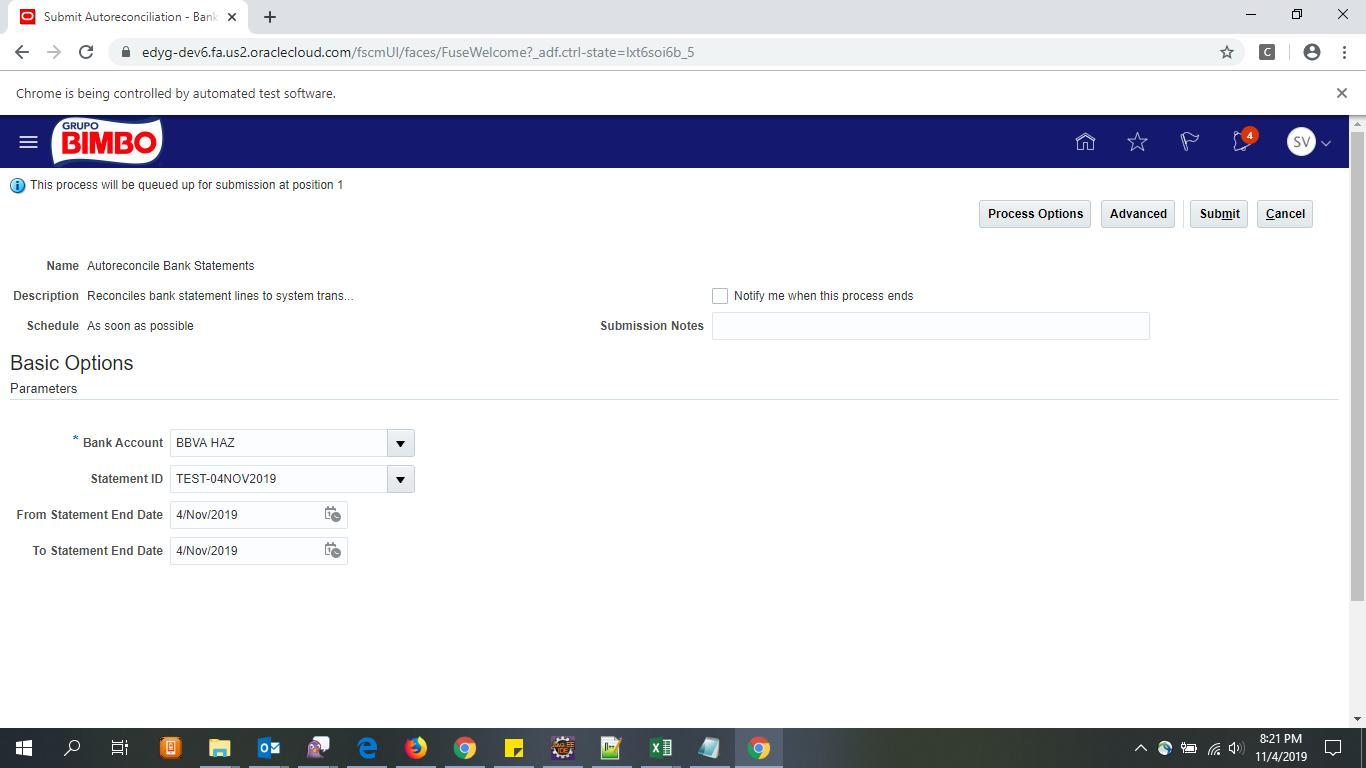 Submit Autoreconciliation - Bank
edyg-dev6.fa.us2.oraclecloud.com/fscmUI/faces/FuseWelcome?_adf.ctrl-state=lxt6soi6b_5
C
Chrome is being controlled by automated test software.
GRUPO
BIMBO
4
SV
This process will be queued up for submission at position 1
Process Options Advanced Submit Cancel
Name Autoreconcile Bank Statements
Description Reconciles bank statement lines to system trans...
Notify me when this process ends
Schedule As soon as possible
Submission Notes
Basic Options
Parameters
* Bank Account BBVA HAZ
Statement ID TEST-04NOV2019
From Statement End Date 4/Nov/2019
To Statement End Date 4/Nov/2019
8:21 PM
11/4/2019